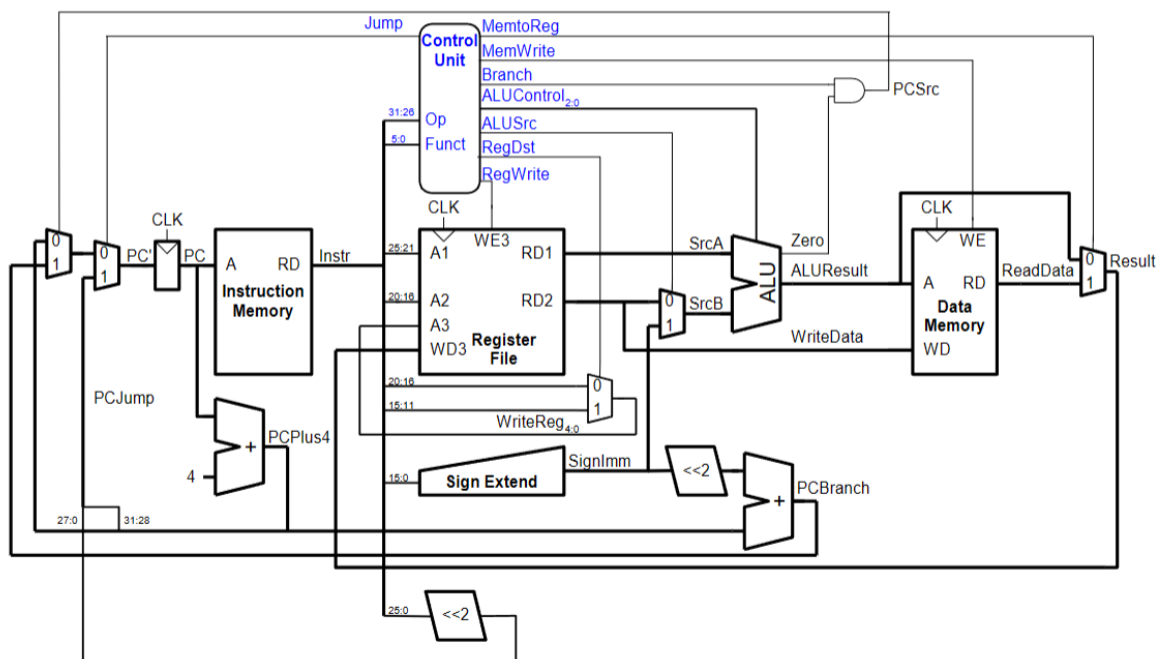 Jump
Control
Unit
MemtoReg
MemWrite
Branch
ALUControl2:0
ALUSrc
RegDst
RegWrite
PCSrc
31:26
Op
5:0
Funct
CLK
CLK
CLK
0
1
0
1
PC'
PC
A
RD
Instruction
Memory
Instr
25:21
A1
WE3
RD1
20:16
A2
RD2
A3
WD3
Register
File
SrcA
0
1
SrcB
ALU
Zero
ALUResult
WriteData
WE
A
RD
Data
Memory
WD
ReadData
0
1
Result
20:16
0
15:11
1
WriteReg4:0
PCJump
PCPlus4
+
4
SignImm
15:0
Sign Extend
<<2
+
PCBranch
27:0
31:28
25:0
<<2